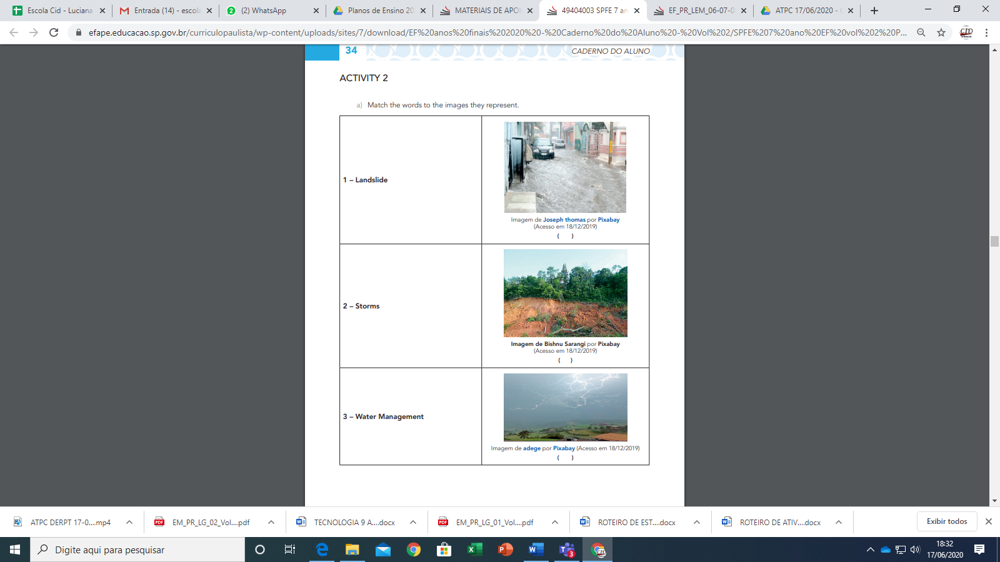 Escola Cid - Luciana
Entrada (14) - escola
(2) WhatsApp
Planos de Ensino 20
MATERIAIS DE APOI
49404003 SPFE 7 an
EF_PR_LEM_06-07-0
ATPC 17/06/2020 -
efape.educacao.sp.gov.br/curriculopaulista/wp-content/uploads/sites/7/download/EF%20anos%20finais%202020%20-%20Caderno%20do%20Aluno%20-%20Vol%202/SPFE%207%20ano%20EF%20vol%202%20P...
34
CADERNO DO ALUNO
ACTIVITY 2
a) Match the words to the images they represent.
1 – Landslide
Imagem de Joseph thomas por Pixabay
(Acesso em 18/12/2019)
( )
2 – Storms
Imagem de Bishnu Sarangi por Pixabay
(Acesso em 18/12/2019)
( )
3 – Water Management
Imagem de adege por Pixabay (Acesso em 18/12/2019)
( )
ATPC DERPT 17-0....mp4
EM_PR_LG_02_Vol....pdf
TECNOLOGIA 9 A....docx
EM_PR_LG_01_Vol....pdf
ROTEIRO DE EST....docx
ROTEIRO DE ATIV....docx
Exibir todos
Digite aqui para pesquisar
3
18:32
17/06/2020